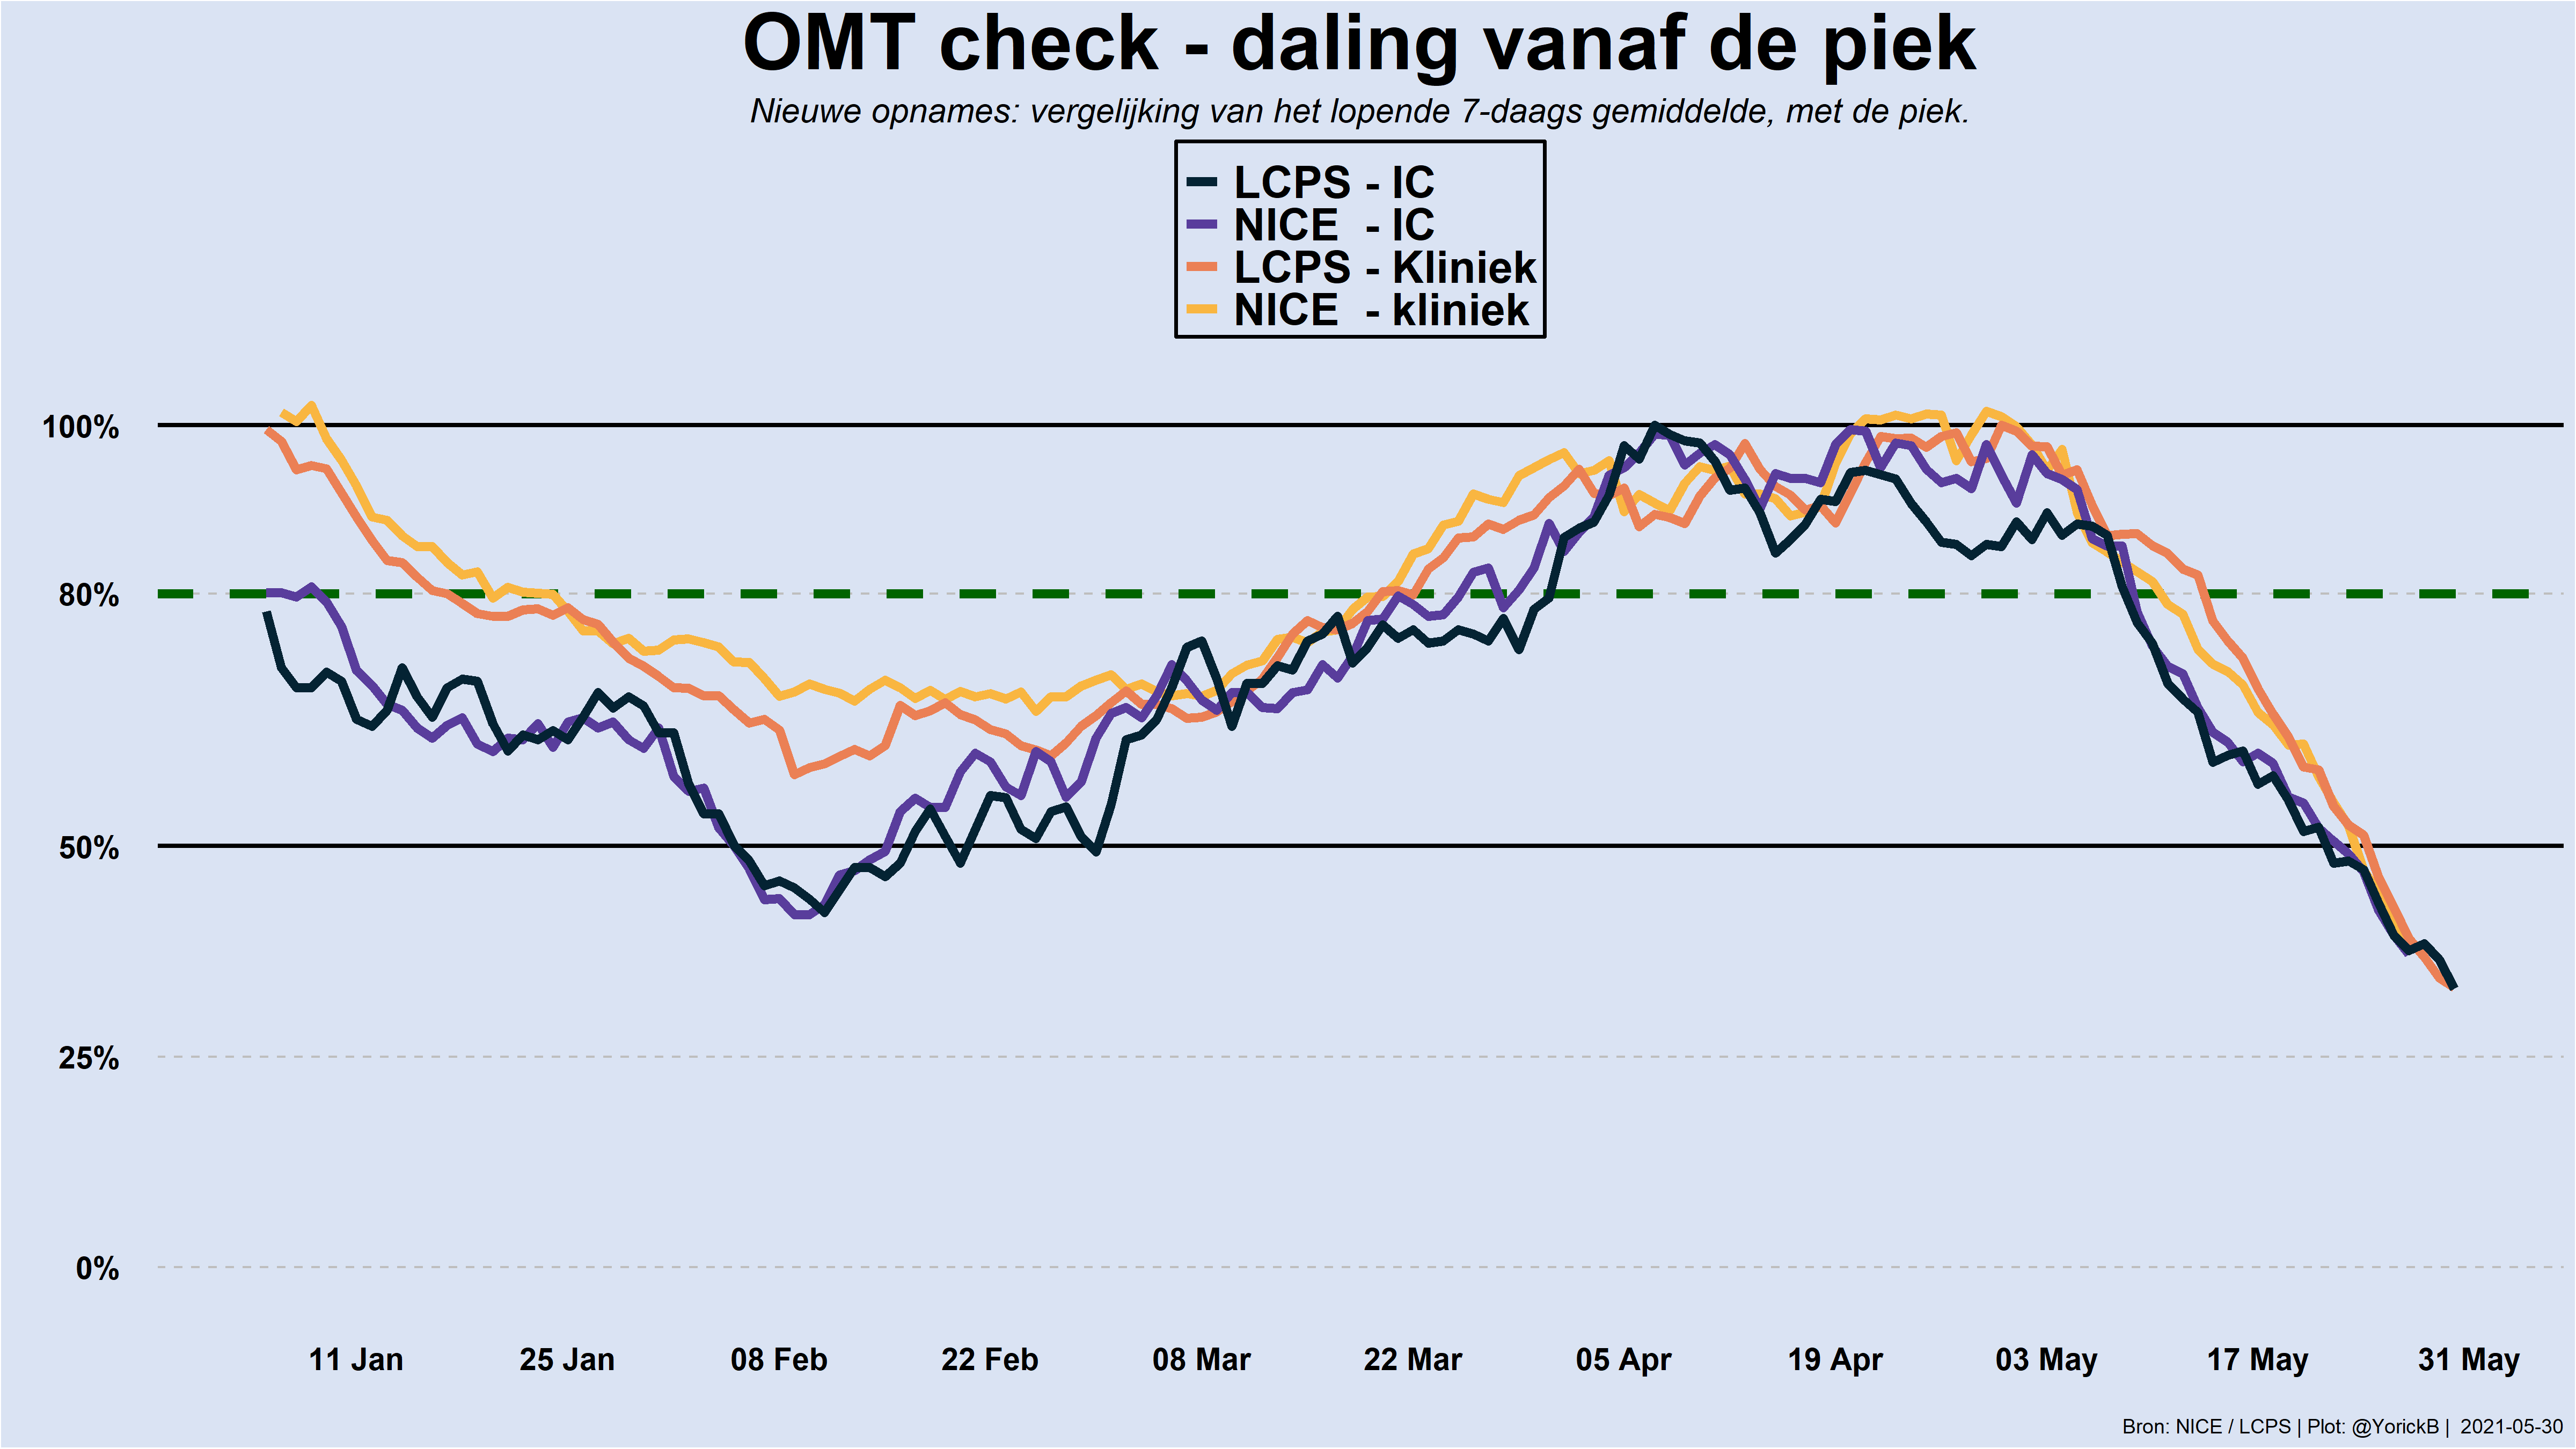 OMT check - daling vanaf de piek
Nieuwe opnames: vergelijking van het lopende 7-daags gemiddelde, met de piek.
LCPS - IC
NICE - IC
LCPS - Kliniek
NICE - kliniek
100%
80%
50%
25%
0%
11 Jan
25 Jan
08 Feb
22 Feb
08 Mar
22 Mar
05 Apr
19 Apr
03 May
17 May
31 May
Bron: NICE / LCPS | Plot: @YorickB | 2021-05-30